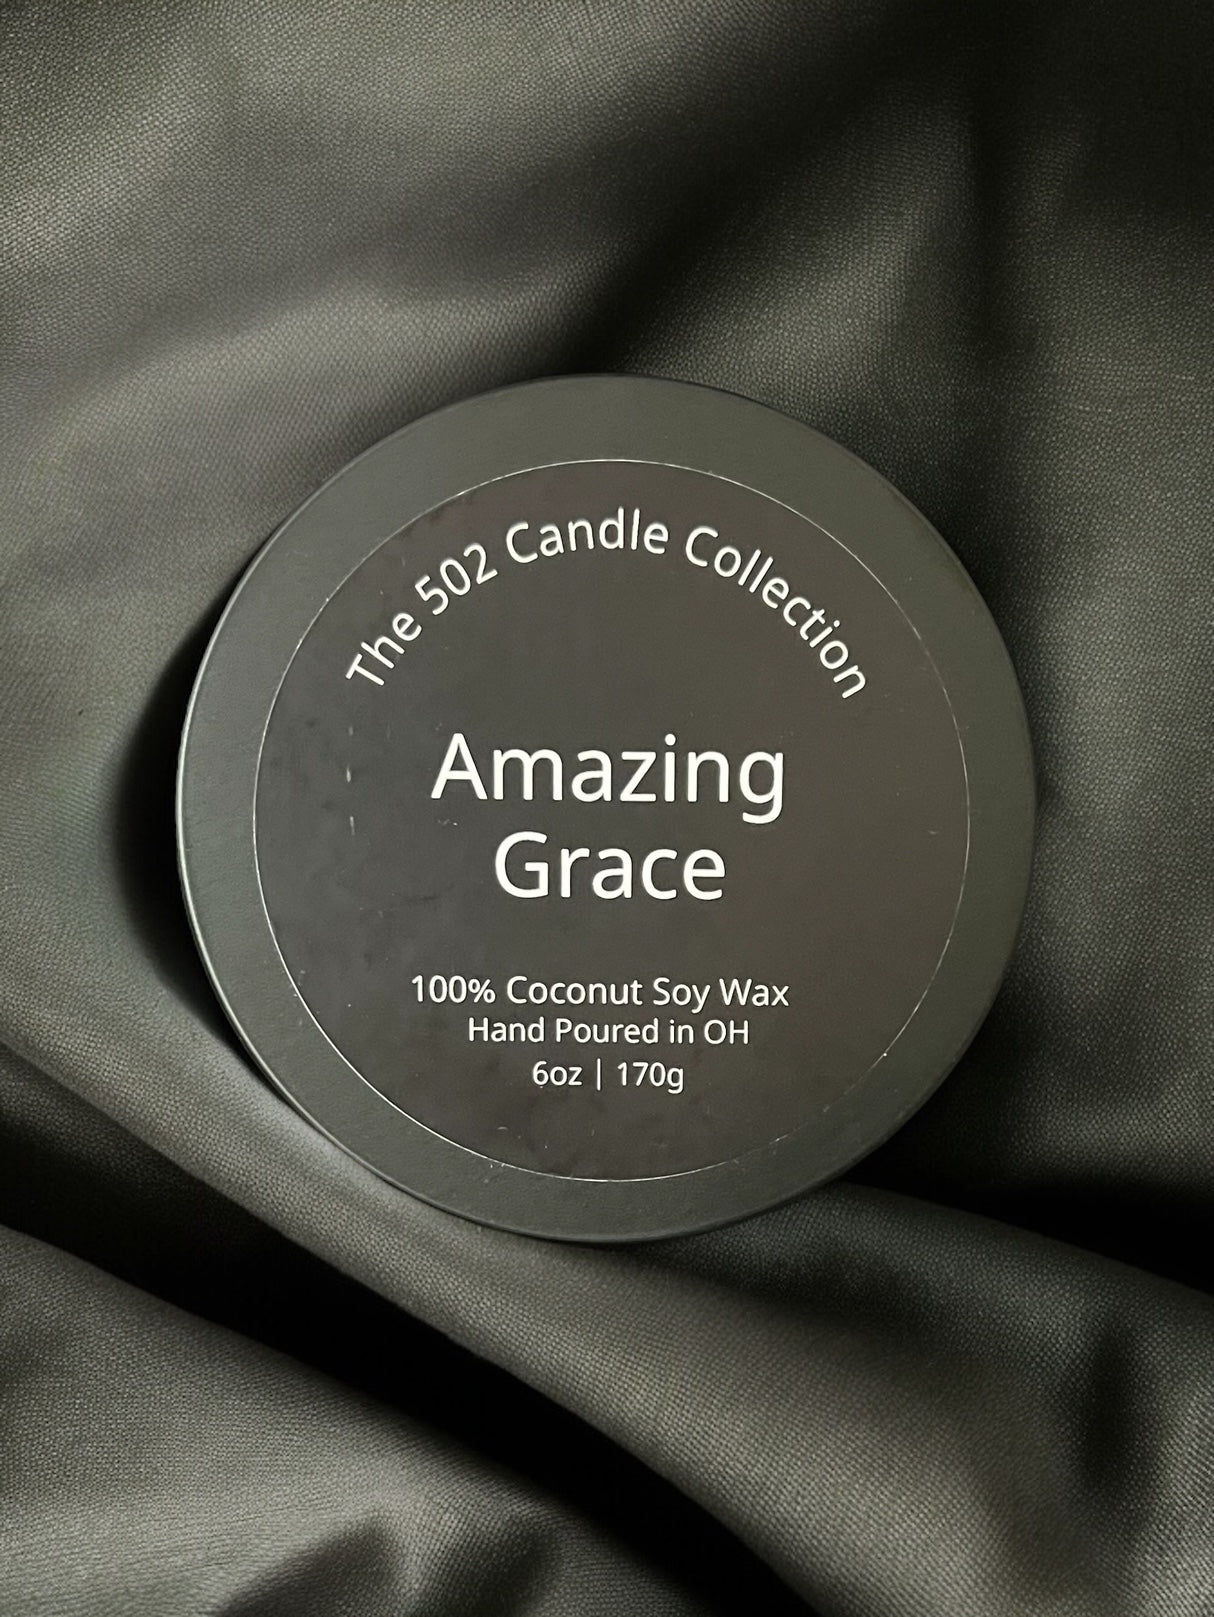 The 502 Candle Collection
Amazing
Grace
100% Coconut Soy Wax
Hand Poured in OH
6oz | 170g